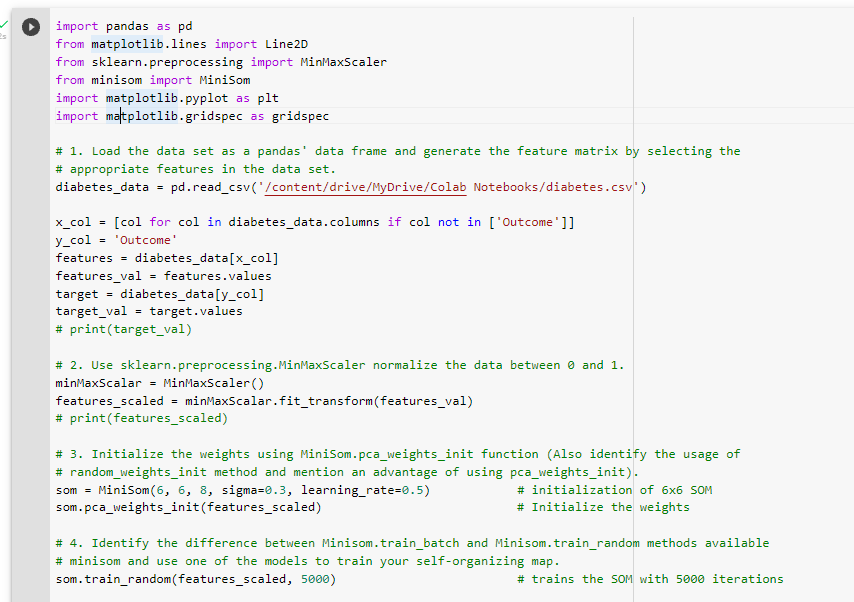 import pandas as pd
from matplotlib.lines import Line2D
from sklearn.preprocessing import MinMaxScaler
from minisom import MiniSom
import matplotlib.pyplot as plt
import matplotlib.gridspec as gridspec
# 1. Load the data set as a pandas' data frame and generate the feature matrix by selecting the
# appropriate features in the data set.
diabetes_data = pd.read_csv('/content/drive/MyDrive/Colab Notebooks/diabetes.csv')
x_col = [col for col in diabetes_data.columns if col not in ['Outcome']]
y_col = 'Outcome'
features = diabetes_data[x_col]
features_val = features.values
target = diabetes_data[y_col]
target_val = target.values
# print(target_val)
# 2. Use sklearn.preprocessing.MinMaxScaler normalize the data between 0 and 1.
minMaxScalar = MinMaxScaler()
features_scaled = minMaxScalar.fit_transform(features_val)
# print(features_scaled)
# 3. Initialize the weights using MiniSom.pca_weights_init function (Also identify the usage of
# random_weights_init method and mention an advantage of using pca_weights_init).
som = MiniSom(6, 6, 8, sigma=0.3, learning_rate=0.5) # initialization of 6x6 SOM
som.pca_weights_init(features_scaled) # Initialize the weights
# 4. Identify the difference between Minisom.train_batch and Minisom.train_random methods available
# minisom and use one of the models to train your self-organizing map.
som.train_random(features_scaled, 5000) # trains the SOM with 5000 iterations